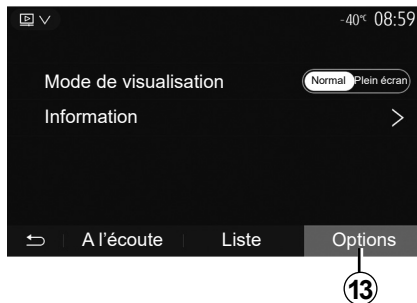 -40°C 08:59
Mode de visualisation Normal Plein écran
Information
A l'écoute Liste Options
13